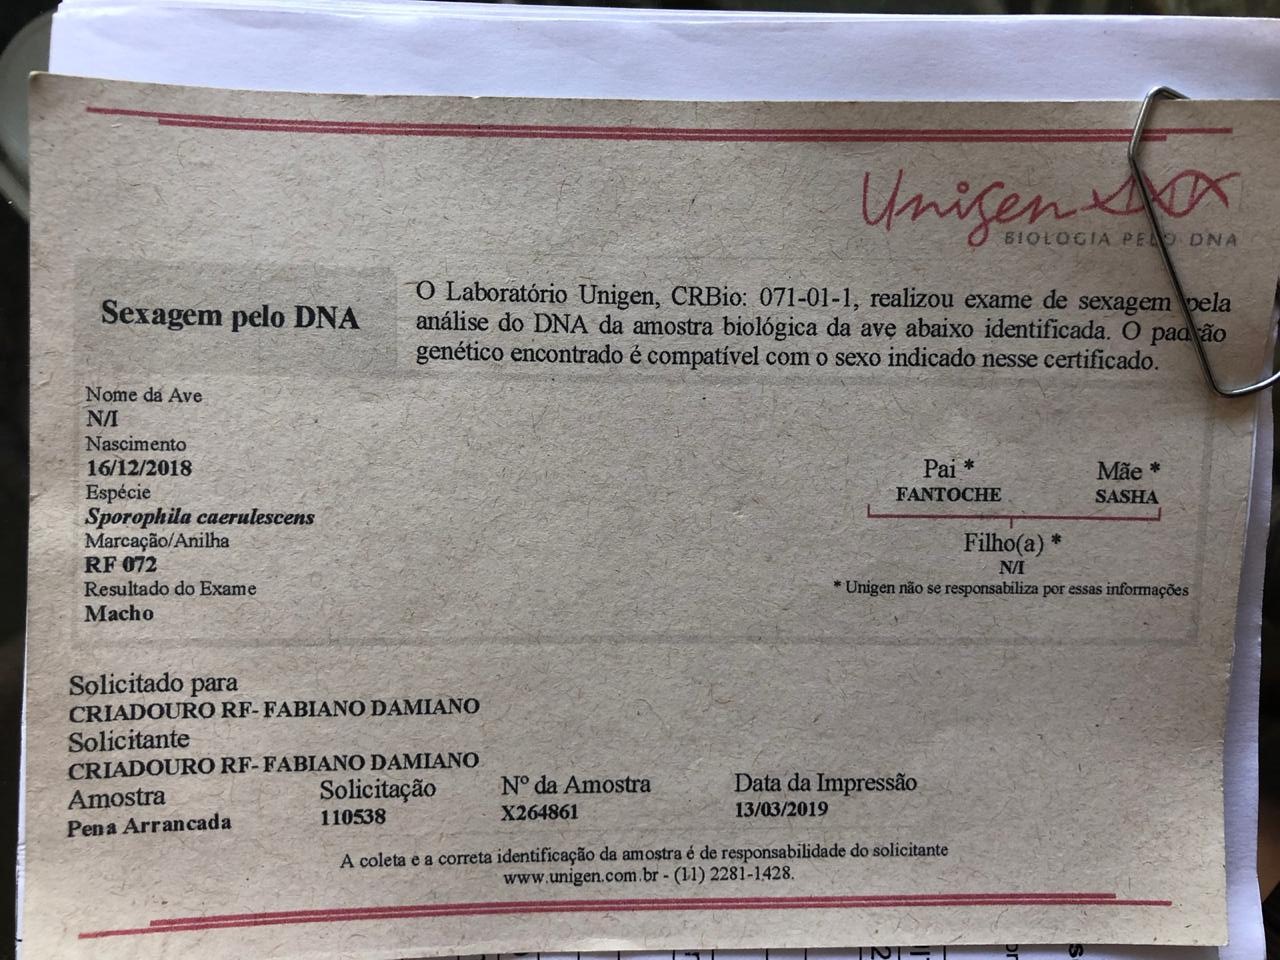 Unigen
BIOLOGIA PELO DNA
Sexagem pelo DNA
O Laboratório Unigen, CRBio: 071-01-1, realizou exame de sexagem pela
análise do DNA da amostra biológica da ave abaixo identificada. O padrão
genético encontrado é compatível com o sexo indicado nesse certificado.
Nome da Ave
N/I
Nascimento
16/12/2018
Espécie
Sporophila caerulescens
Marcação/Anilha
RF 072
Resultado do Exame
Macho
Pai * Mãe *
FANTOCHE SASHA
Filho(a) *
N/I
* Unigen não se responsabiliza por essas informações
Solicitado para
CRIADOURO RF- FABIANO DAMIANO
Solicitante
CRIADOURO RF- FABIANO DAMIANO
Amostra Solicitação Nº da Amostra Data da Impressão
Pena Arrancada 110538 X264861 13/03/2019
A coleta e a correta identificação da amostra é de responsabilidade do solicitante
www.unigen.com.br - (11) 2281-1428.